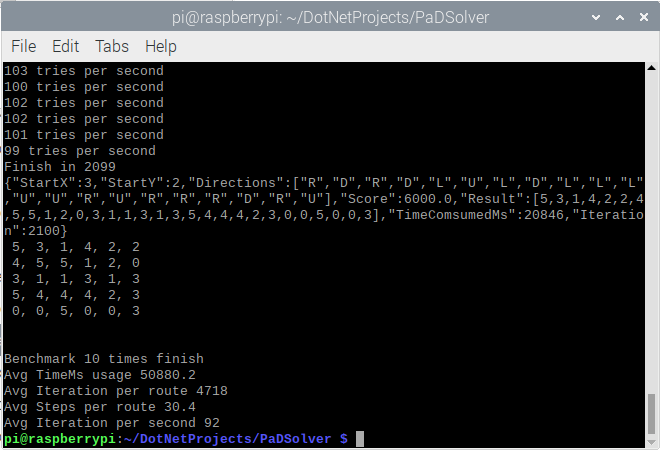 pi@raspberrypi: ~/DotNetProjects/PaDSolver
File Edit Tabs Help
103 tries per second
100 tries per second
102 tries per second
102 tries per second
101 tries per second
99 tries per second
Finish in 2099
{"StartX":3,"StartY":2,"Directions":["R","D","R","D","L","U","L","D","L","L","L"
,"U","U","R","U","R","R","R","D","R","U"],"Score":6000.0,"Result":[5,3,1,4,2,2,4
,5,5,1,2,0,3,1,1,3,1,3,5,4,4,4,2,3,0,0,5,0,0,3],"TimeComsumedMs":20846,"Iteratio
n":2100}
5, 3, 1, 4, 2, 2
4, 5, 5, 1, 2, 0
3, 1, 1, 3, 1, 3
5, 4, 4, 4, 2, 3
0, 0, 5, 0, 0, 3
Benchmark 10 times finish
Avg TimeMs usage 50880.2
Avg Iteration per route 4718
Avg Steps per route 30.4
Avg Iteration per second 92
pi@raspberrypi:~/DotNetProjects/PaDSolver $